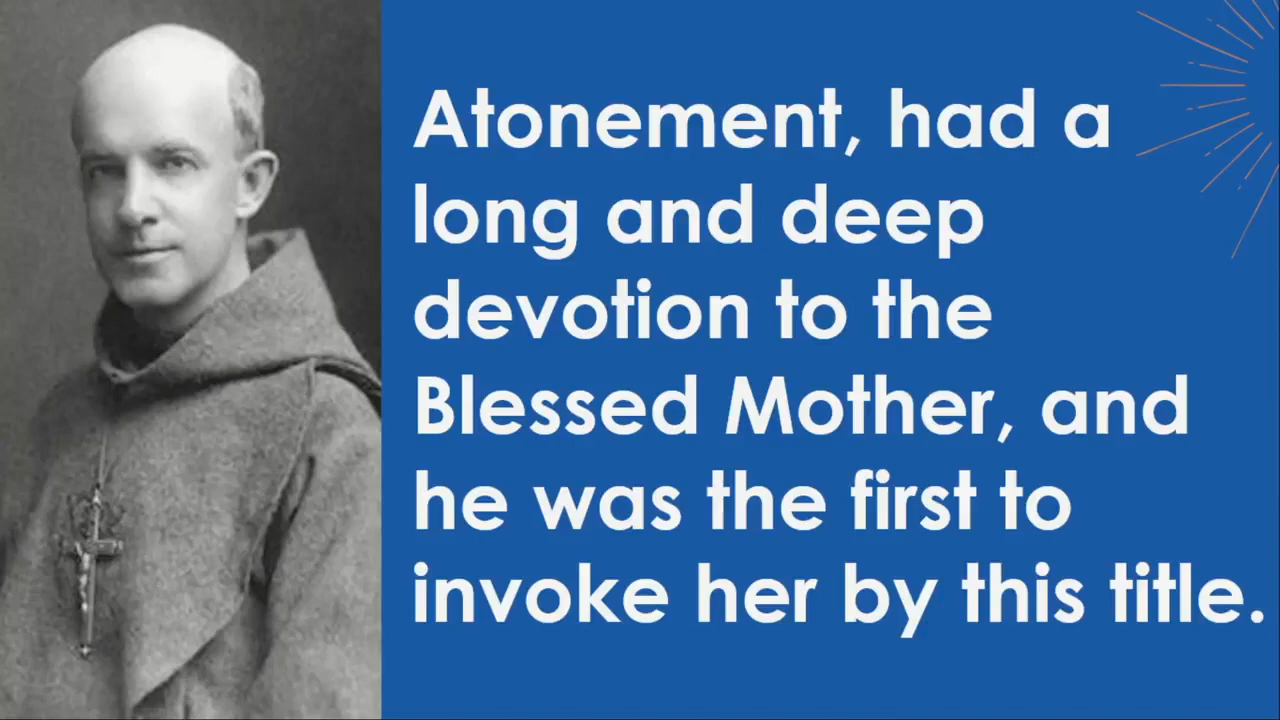 Atonement, had a
long and deep
devotion to the
Blessed Mother, and
he was the first to
invoke her by this title.